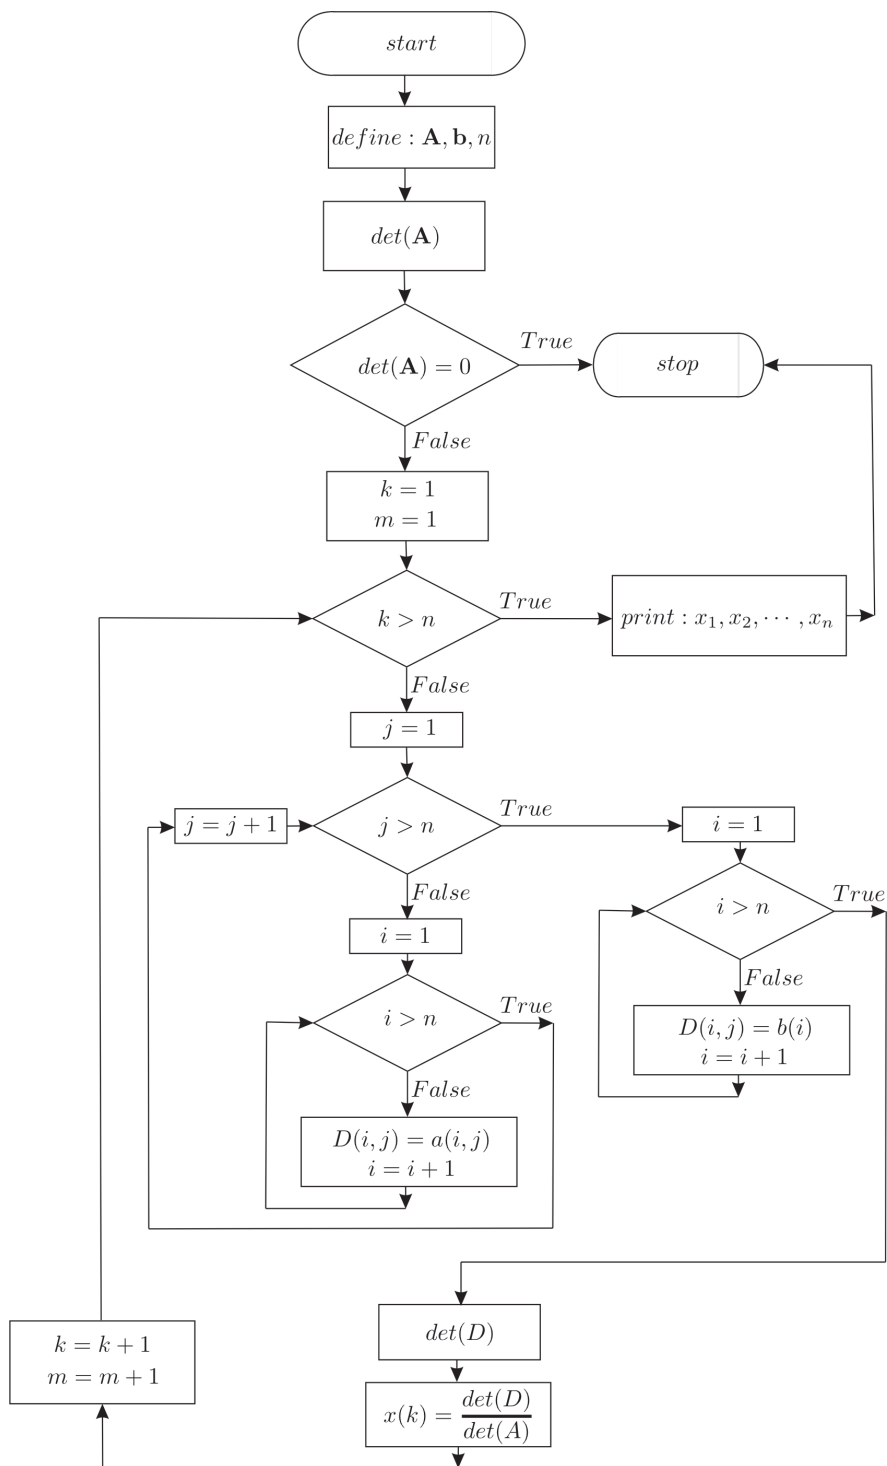 start
define : A, b, n
det(A)
det(A) = 0
True
stop
False
k = 1
m = 1
k > n
True
print : x₁, x₂, ⋯ , xₙ
False
j = 1
j = j + 1
j > n
True
i = 1
False
i > n
True
i = 1
False
i > n
True
D(i, j) = b(i)
i = i + 1
False
D(i, j) = a(i, j)
i = i + 1
det(D)
k = k + 1
m = m + 1
x(k) = det(D)/det(A)